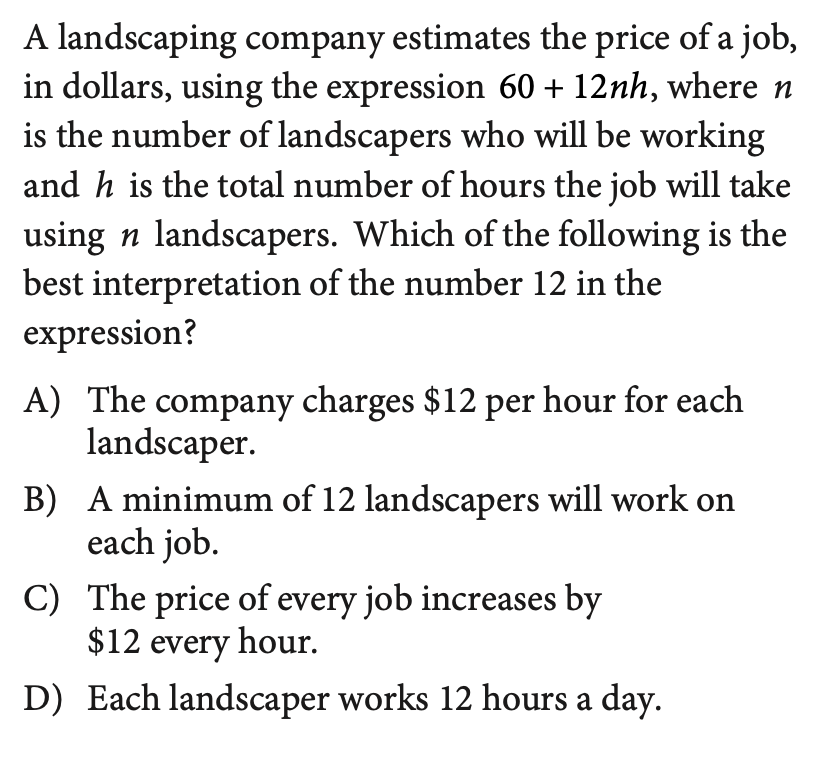 A landscaping company estimates the price of a job,
in dollars, using the expression 60 + 12nh, where n
is the number of landscapers who will be working
and h is the total number of hours the job will take
using n landscapers. Which of the following is the
best interpretation of the number 12 in the
expression?
A) The company charges $12 per hour for each
landscaper.
B) A minimum of 12 landscapers will work on
each job.
C) The price of every job increases by
$12 every hour.
D) Each landscaper works 12 hours a day.